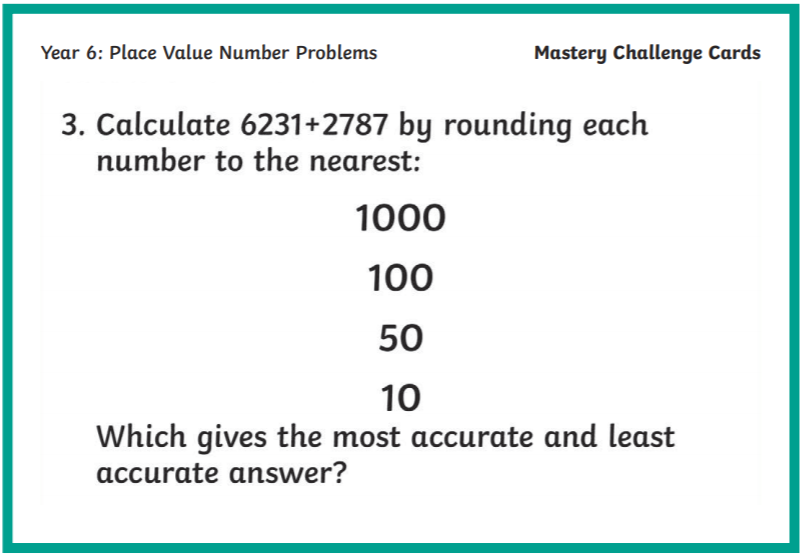 Year 6: Place Value Number Problems
Mastery Challenge Cards
3. Calculate 6231+2787 by rounding each
number to the nearest:
1000
100
50
10
Which gives the most accurate and least
accurate answer?